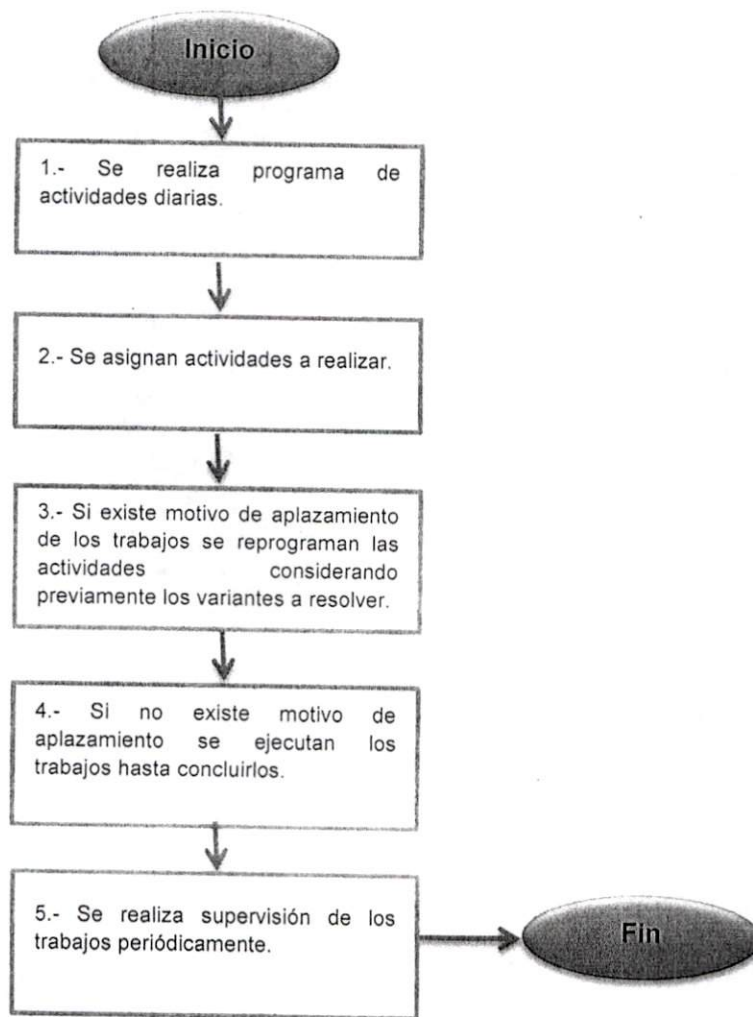 Inicio
1.- Se realiza programa de
actividades diarias.
2.- Se asignan actividades a realizar.
3.- Si existe motivo de aplazamiento
de los trabajos se reprograman las
actividades considerando
previamente los variantes a resolver.
4.- Si no existe motivo de
aplazamiento se ejecutan los
trabajos hasta concluirlos.
5.- Se realiza supervisión de los
trabajos periódicamente.
Fin